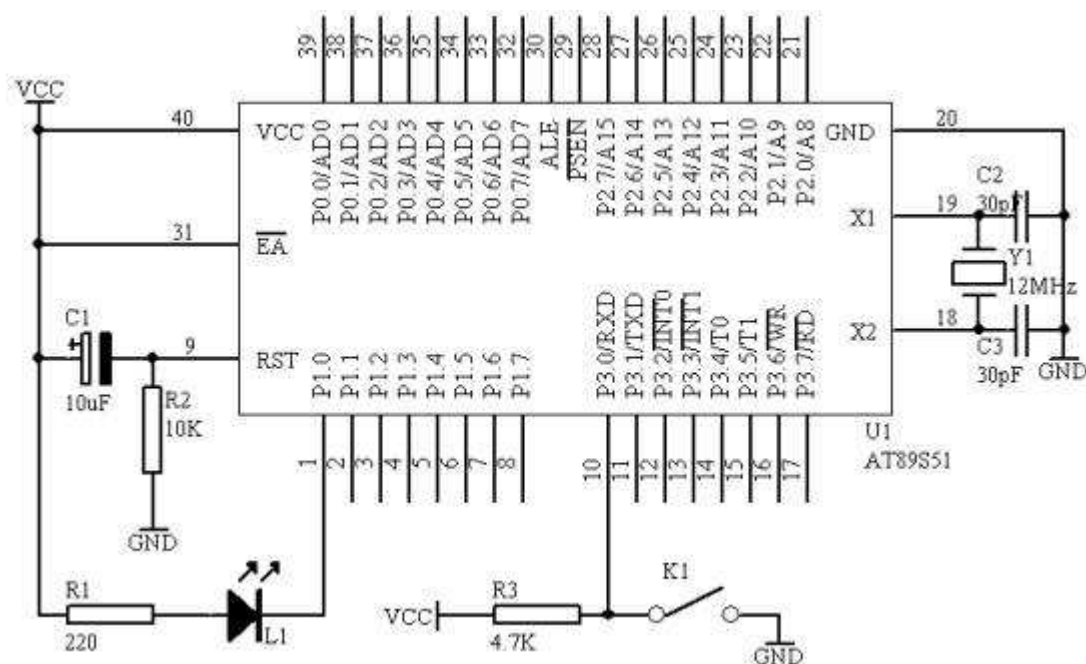 39
38
37
36
35
34
33
32
30
29
28
27
26
25
24
23
22
21
VCC
40
VCC
P0.0/AD0
P0.1/AD1
P0.2/AD2
P0.3/AD3
P0.4/AD4
P0.5/AD5
P0.6/AD6
P0.7/AD7
ALE
PSEN
P2.7/A15
P2.6/A14
P2.5/A13
P2.4/A12
P2.3/A11
P2.2/A10
P2.1/A9
P2.0/A8
GND
20
31
EA
X1
19
C2
30pF
Y1
12MHz
C1
+
10uF
9
RST
R2
10K
GND
P1.0
P1.1
P1.2
P1.3
P1.4
P1.5
P1.6
P1.7
P3.0/RXD
P3.1/TXD
P3.2/INT0
P3.3/INT1
P3.4/T0
P3.5/T1
P3.6/WR
P3.7/RD
X2
18
C3
30pF
GND
U1
AT89S51
1
2
3
4
5
6
7
8
10
11
12
13
14
15
16
17
R1
220
L1
VCC
R3
4.7K
K1
GND